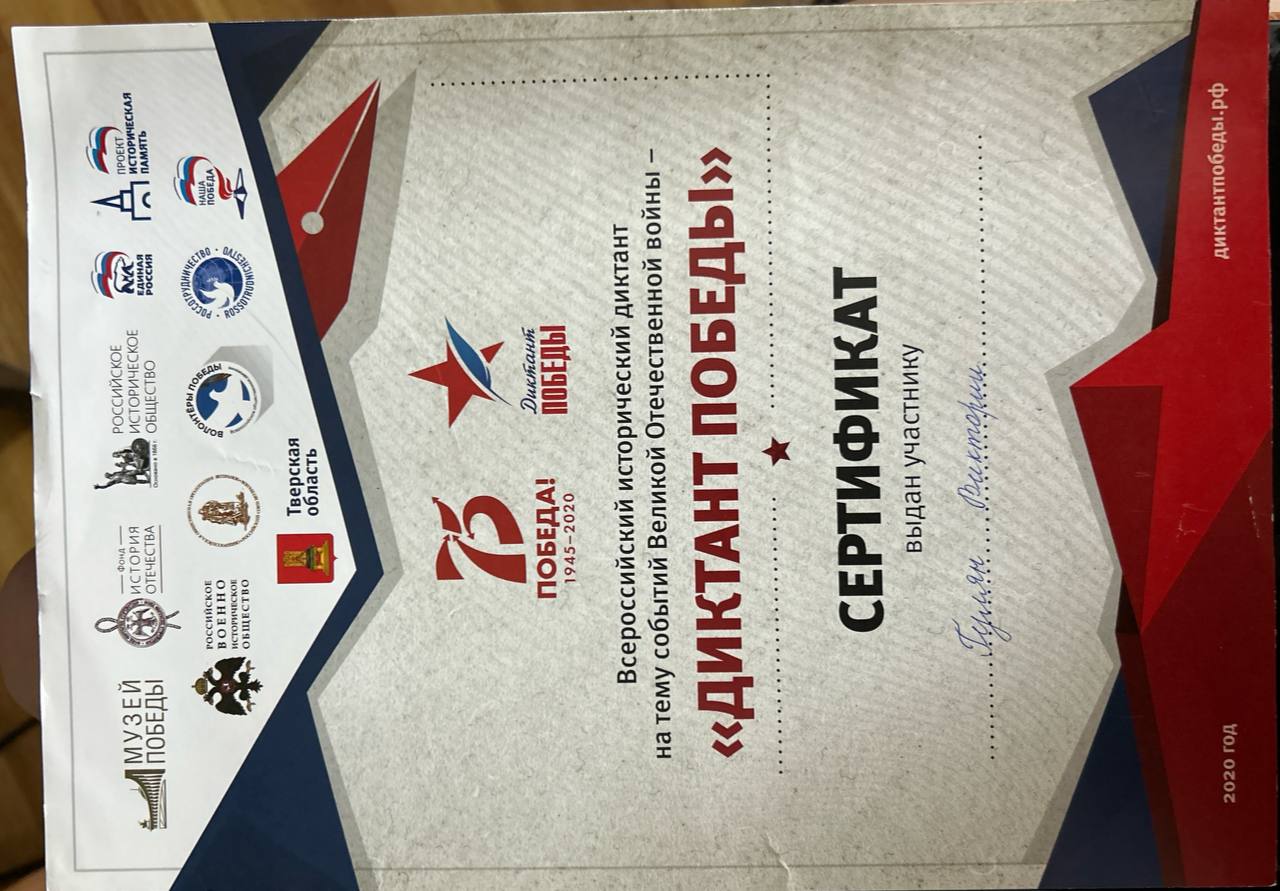 МУЗЕЙ ПОБЕДЫ
Фонд ИСТОРИЯ ОТЕЧЕСТВА
РОССИЙСКОЕ ИСТОРИЧЕСКОЕ ОБЩЕСТВО
Основано в 1866 г.
ЕДИНАЯ РОССИЯ
ПРОЕКТ ИСТОРИЧЕСКАЯ ПАМЯТЬ
РОССИЙСКОЕ ВОЕННО ИСТОРИЧЕСКОЕ ОБЩЕСТВО
ВОЛОНТЁРЫ ПОБЕДЫ
РОССОТРУДНИЧЕСТВО • ROSSOTRUDNICHESTVO
НАША ПОБЕДА
Тверская область
75
ПОБЕДА!
1945–2020
Диктант
ПОБЕДЫ
Всероссийский исторический диктант
на тему событий Великой Отечественной войны –
«ДИКТАНТ ПОБЕДЫ»
СЕРТИФИКАТ
выдан участнику
Виктории
2020 год
диктантпобеды.рф